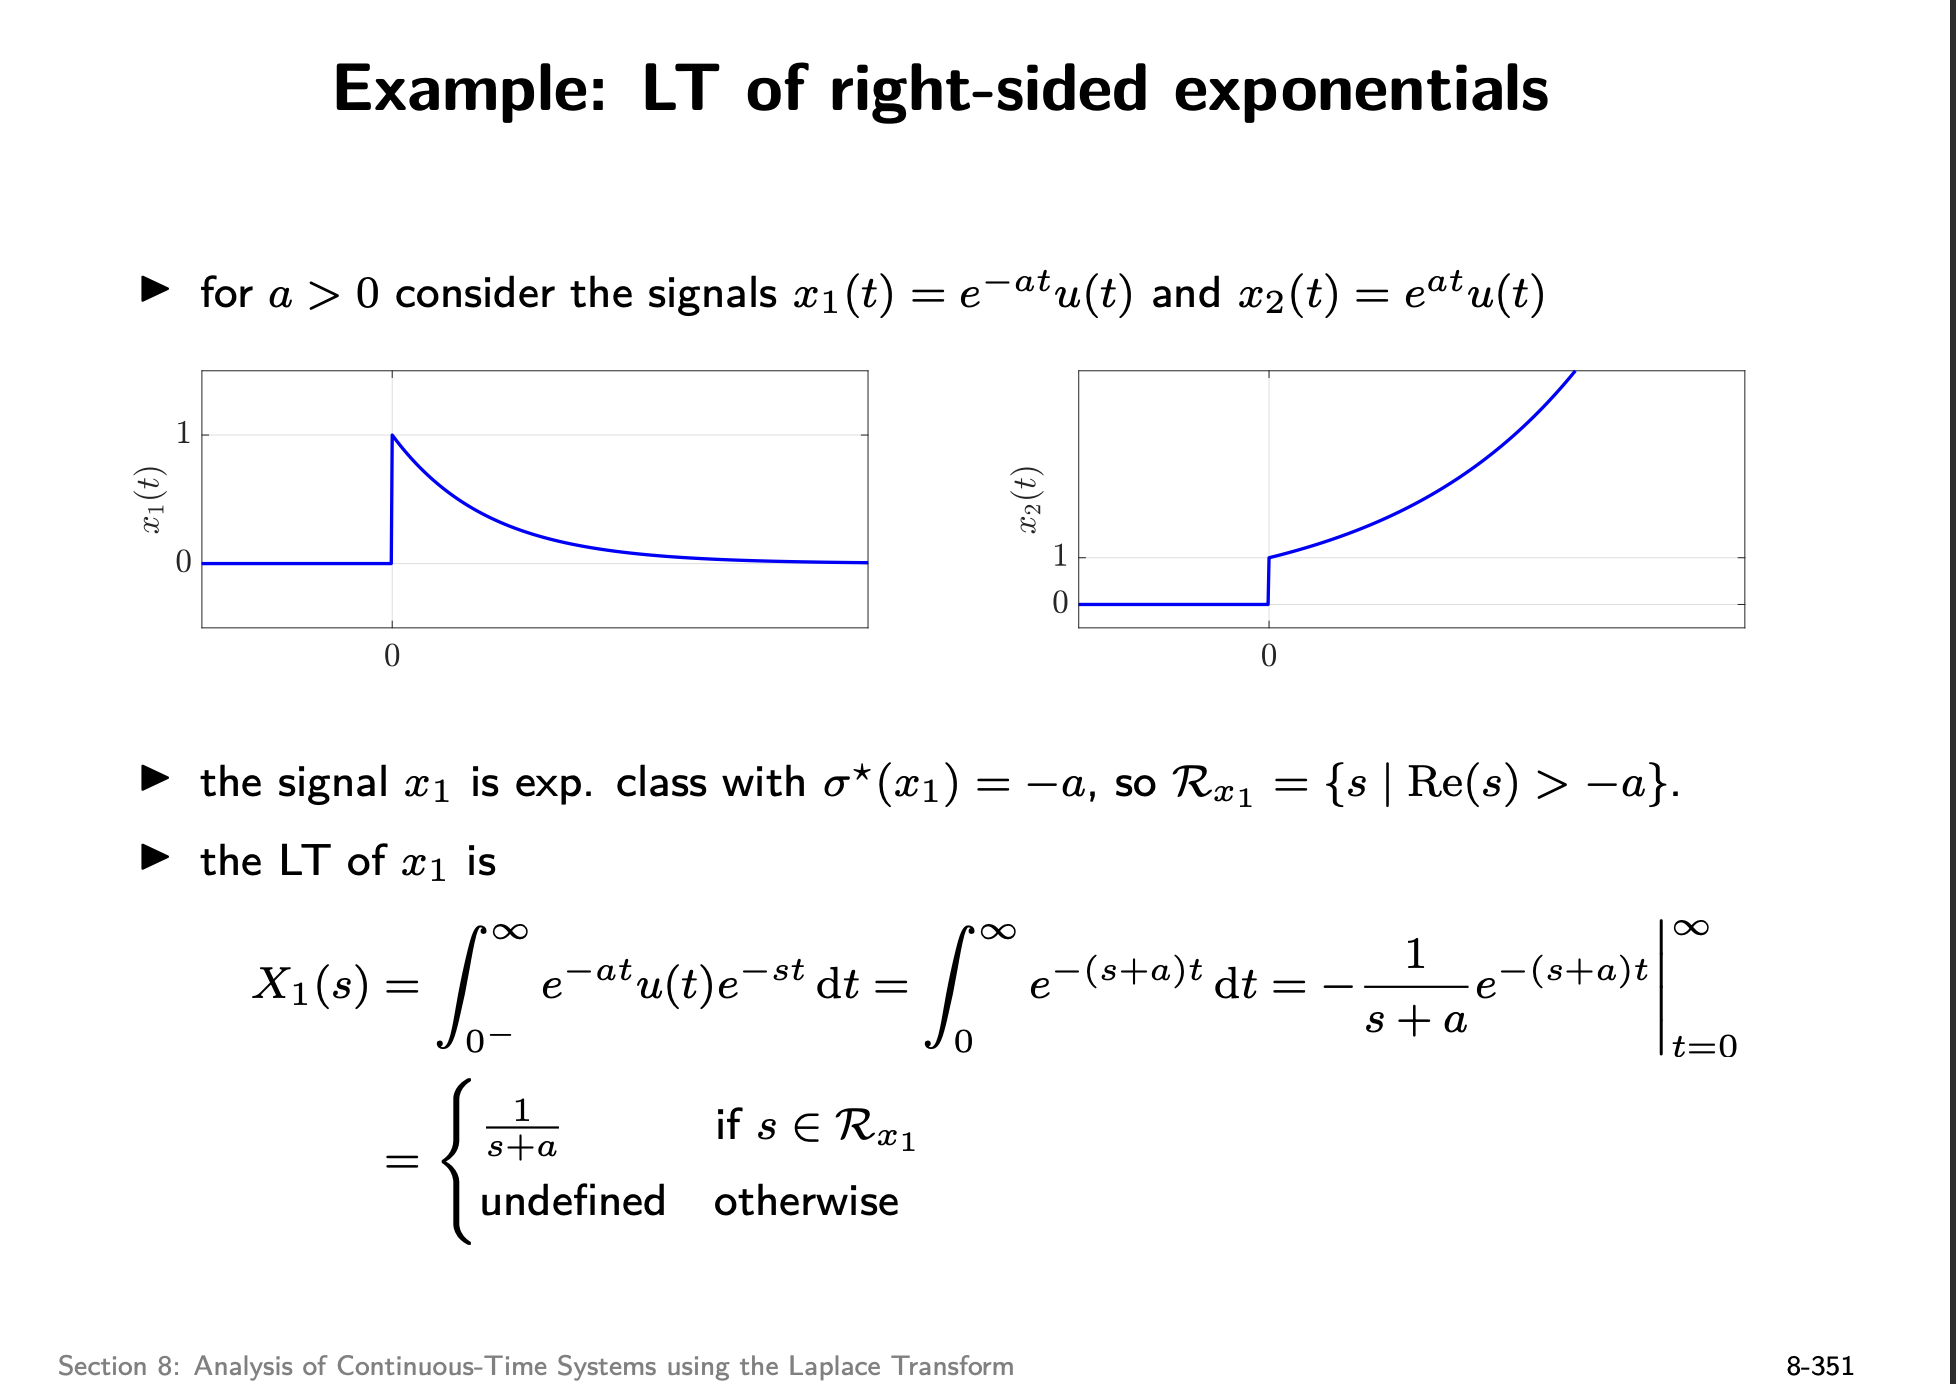 Example: LT of right-sided exponentials
▶ for a > 0 consider the signals x₁(t) = e^{−at}u(t) and x₂(t) = e^{at}u(t)
1
0
x₁(t)
0
1
0
x₂(t)
0
▶ the signal x₁ is exp. class with σ⋆(x₁) = −a, so ℛ_{x₁} = {s | Re(s) > −a}.
▶ the LT of x₁ is
X₁(s) = ∫_{0⁻}^{∞} e^{−at}u(t)e^{−st} dt = ∫_{0}^{∞} e^{−(s+a)t} dt = −\frac{1}{s + a}e^{−(s+a)t}|_{t=0}^{∞}
= { \frac{1}{s+a} if s ∈ ℛ_{x₁}
undefined otherwise
Section 8: Analysis of Continuous-Time Systems using the Laplace Transform 8-351